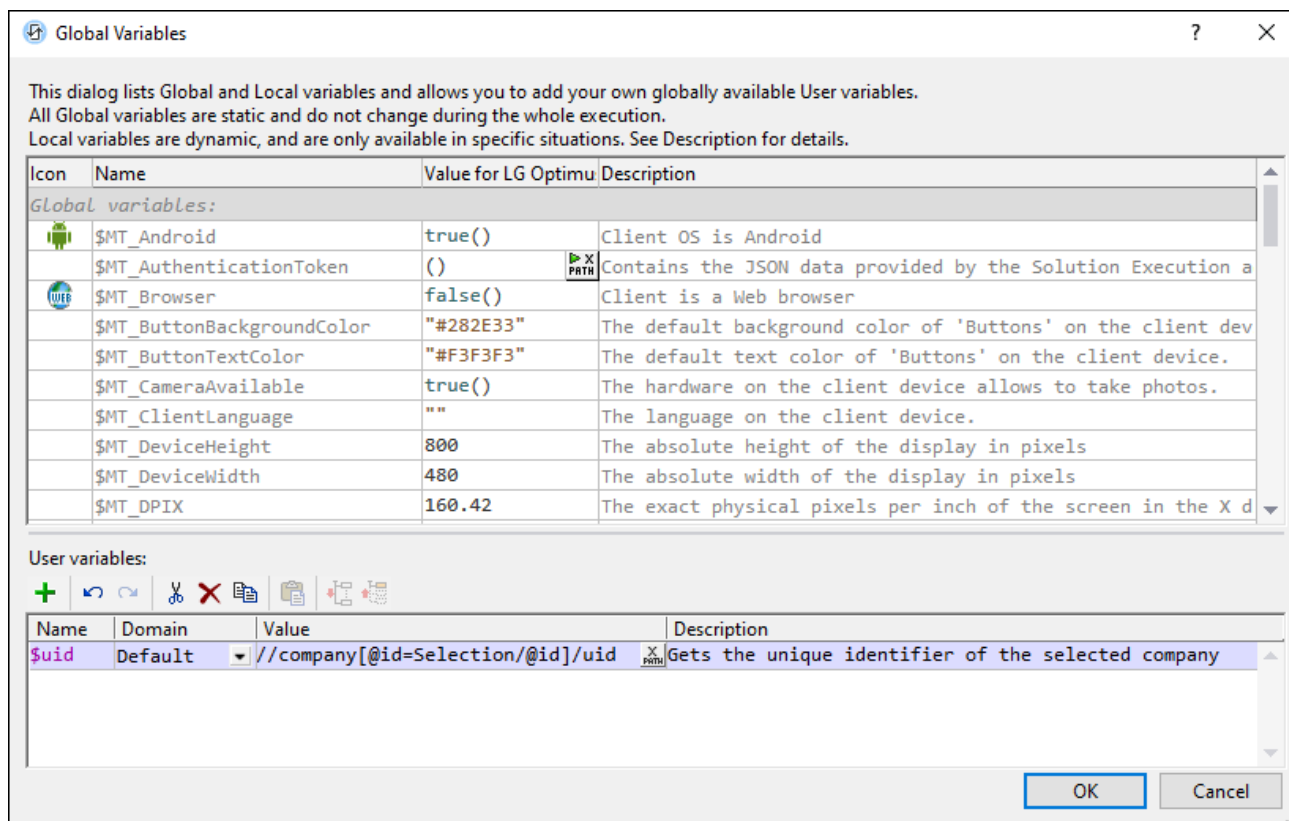 Global Variables ?
This dialog lists Global and Local variables and allows you to add your own globally available User variables.
All Global variables are static and do not change during the whole execution.
Local variables are dynamic, and are only available in specific situations. See Description for details.
Icon Name Value for LG Optimu Description
Global variables:
$MT_Android true() Client OS is Android
$MT_AuthenticationToken () X PATH Contains the JSON data provided by the Solution Execution a
WEB $MT_Browser false() Client is a Web browser
$MT_ButtonBackgroundColor "#282E33" The default background color of 'Buttons' on the client dev
$MT_ButtonTextColor "#F3F3F3" The default text color of 'Buttons' on the client device.
$MT_CameraAvailable true() The hardware on the client device allows to take photos.
$MT_ClientLanguage "" The language on the client device.
$MT_DeviceHeight 800 The absolute height of the display in pixels
$MT_DeviceWidth 480 The absolute width of the display in pixels
$MT_DPIX 160.42 The exact physical pixels per inch of the screen in the X d
User variables:
Name Domain Value Description
$uid Default //company[@id=Selection/@id]/uid X PATH Gets the unique identifier of the selected company
OK Cancel